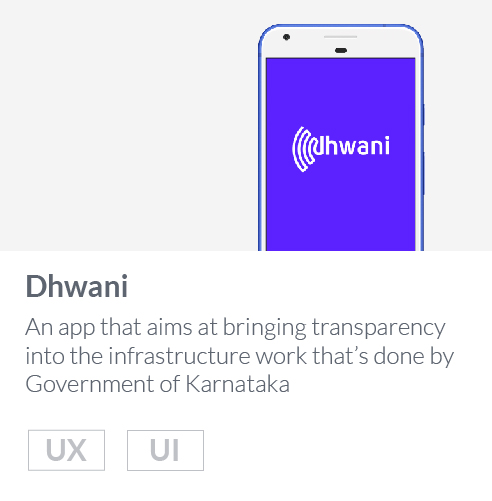 dhwani
Dhwani
An app that aims at bringing transparency
into the infrastructure work that’s done by
Government of Karnataka
UX UI